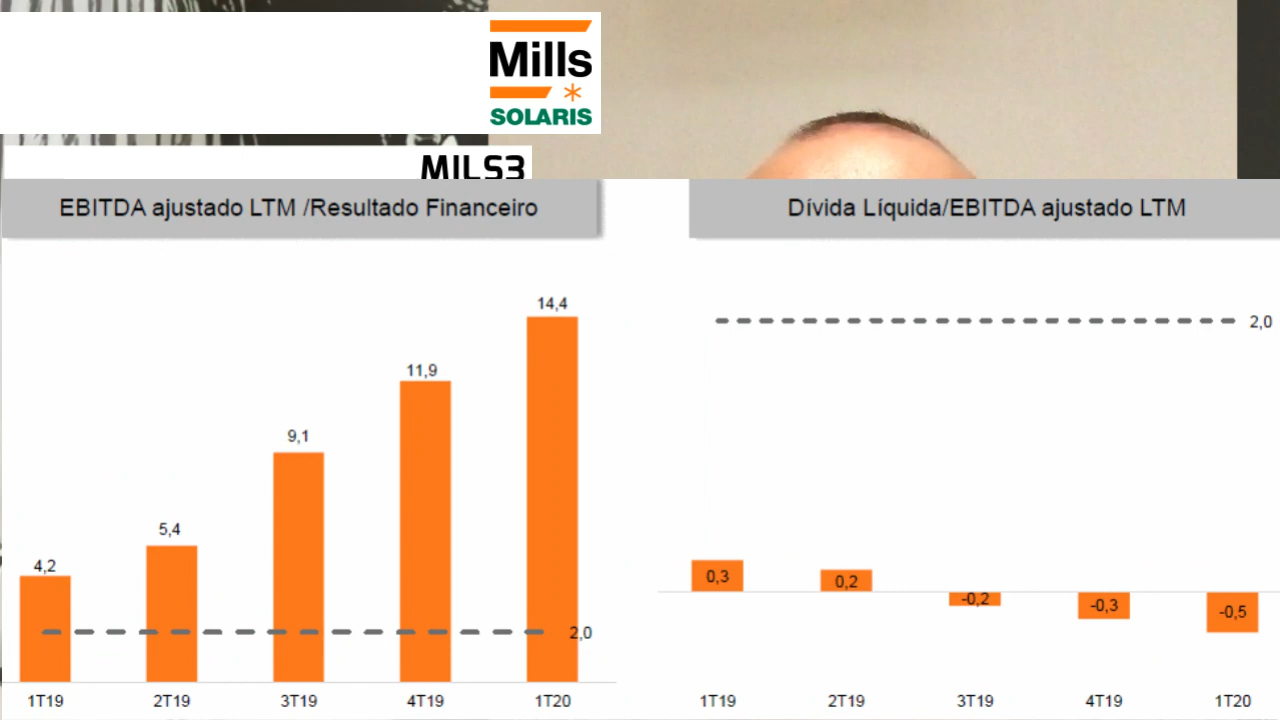 Mills
SOLARIS
MILS3
EBITDA ajustado LTM /Resultado Financeiro
14,4
11,9
9,1
5,4
4,2
2,0
1T19 2T19 3T19 4T19 1T20
Dívida Líquida/EBITDA ajustado LTM
2,0
0,3 0,2 -0,2 -0,3 -0,5
1T19 2T19 3T19 4T19 1T20